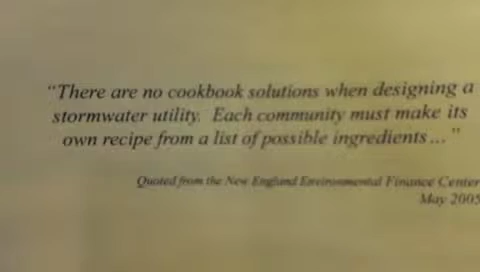 "There are no cookbook solutions when designing a
stormwater utility. Each community must make its
own recipe from a list of possible ingredients..."
Quoted from the New England Environmental Finance Center
May 2005